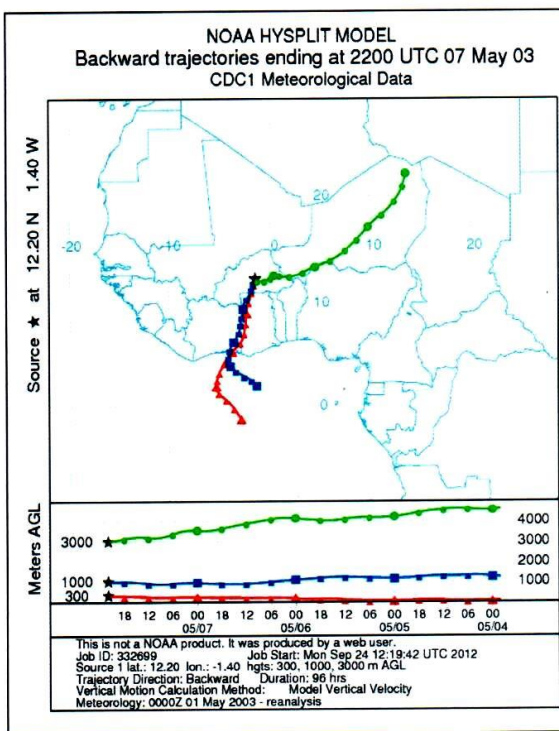 NOAA HYSPLIT MODEL
Backward trajectories ending at 2200 UTC 07 May 03
CDC1 Meteorological Data
Source ★ at 12.20 N 1.40 W
20
-20
-10
0
10
20
10
0
Meters AGL
3000
1000
300
4000
3000
2000
1000
18 12 06 00 18 12 06 00 18 12 06 00 18 12 06 00
05/07 05/06 05/05 05/04
This is not a NOAA product. It was produced by a web user.
Job ID: 332699 Job Start: Mon Sep 24 12:19:42 UTC 2012
Source 1 lat.: 12.20 lon.: -1.40 hgts: 300, 1000, 3000 m AGL
Trajectory Direction: Backward Duration: 96 hrs
Vertical Motion Calculation Method: Model Vertical Velocity
Meteorology: 0000Z 01 May 2003 - reanalysis